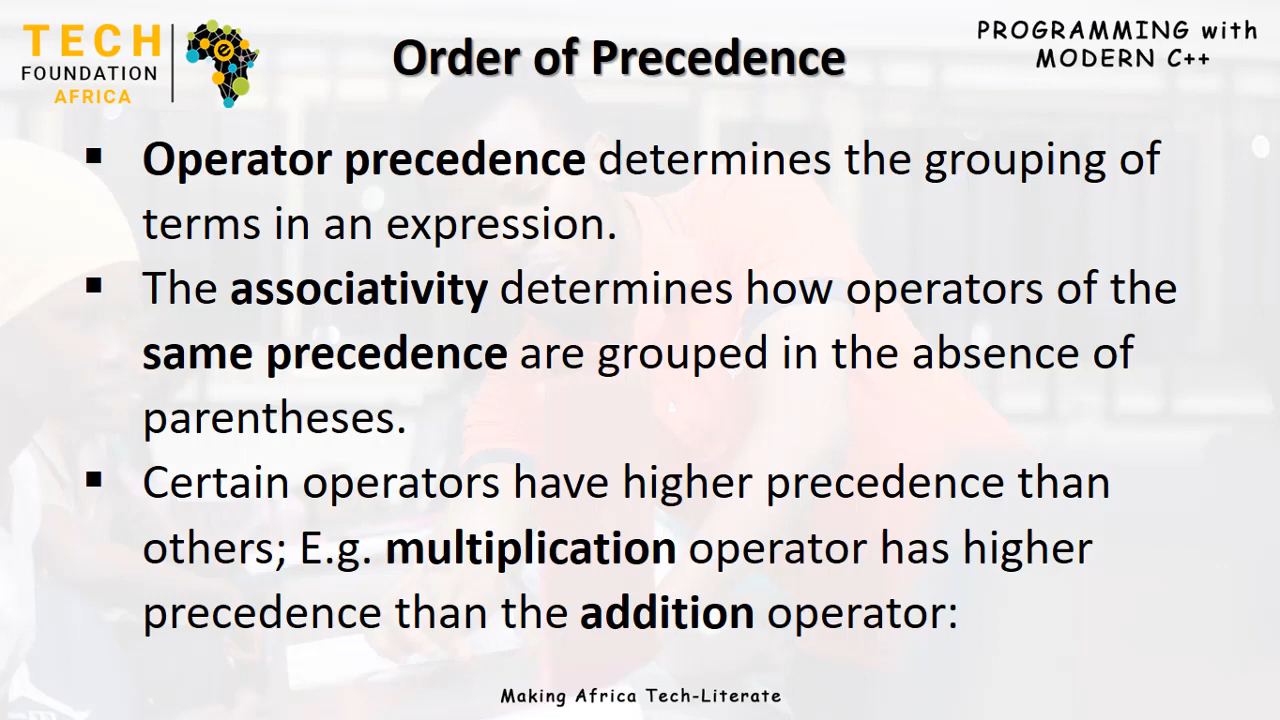 TECH
FOUNDATION
AFRICA
e
Order of Precedence
PROGRAMMING with
MODERN C++
▪ Operator precedence determines the grouping of
terms in an expression.
▪ The associativity determines how operators of the
same precedence are grouped in the absence of
parentheses.
▪ Certain operators have higher precedence than
others; E.g. multiplication operator has higher
precedence than the addition operator:
Making Africa Tech-Literate